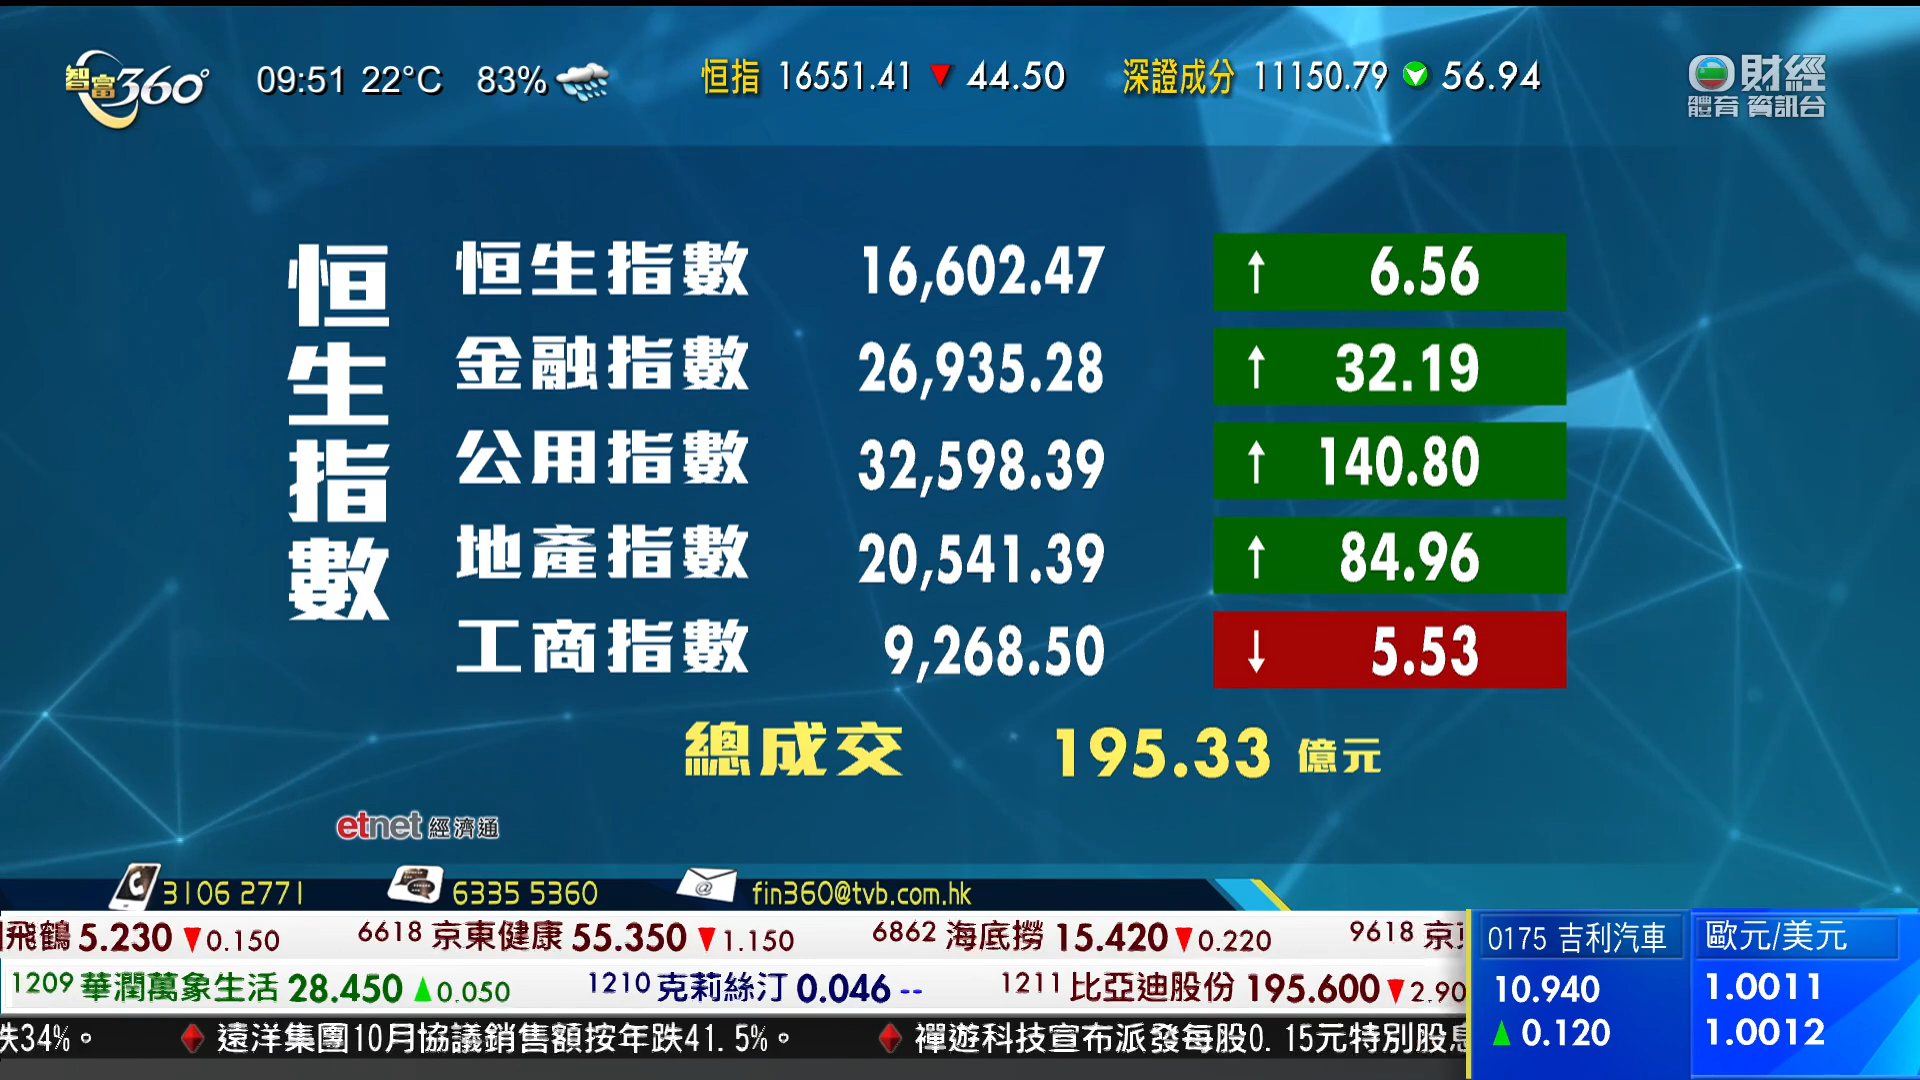 智富360°
09:51 22°C 83%
恒指 16551.41 ▼ 44.50 深證成分 11150.79 56.94
財經
體育 資訊台
恒生指數
恒生指數 16,602.47 ↑ 6.56
金融指數 26,935.28 ↑ 32.19
公用指數 32,598.39 ↑ 140.80
地產指數 20,541.39 ↑ 84.96
工商指數 9,268.50 ↓ 5.53
總成交 195.33 億元
etnet 經濟通
3106 2771 6335 5360 fin360@tvb.com.hk
飛鶴 5.230 ▼0.150 6618 京東健康 55.350 ▼1.150 6862 海底撈 15.420 ▼0.220 9618 京
1209 華潤萬象生活 28.450 ▲0.050 1210 克莉絲汀 0.046 -- 1211 比亞迪股份 195.600 ▼2.90
跌34%。 遠洋集團10月協議銷售額按年跌41.5%。 禪遊科技宣布派發每股0.15元特別股息
0175 吉利汽車
10.940
▲ 0.120
歐元/美元
1.0011
1.0012